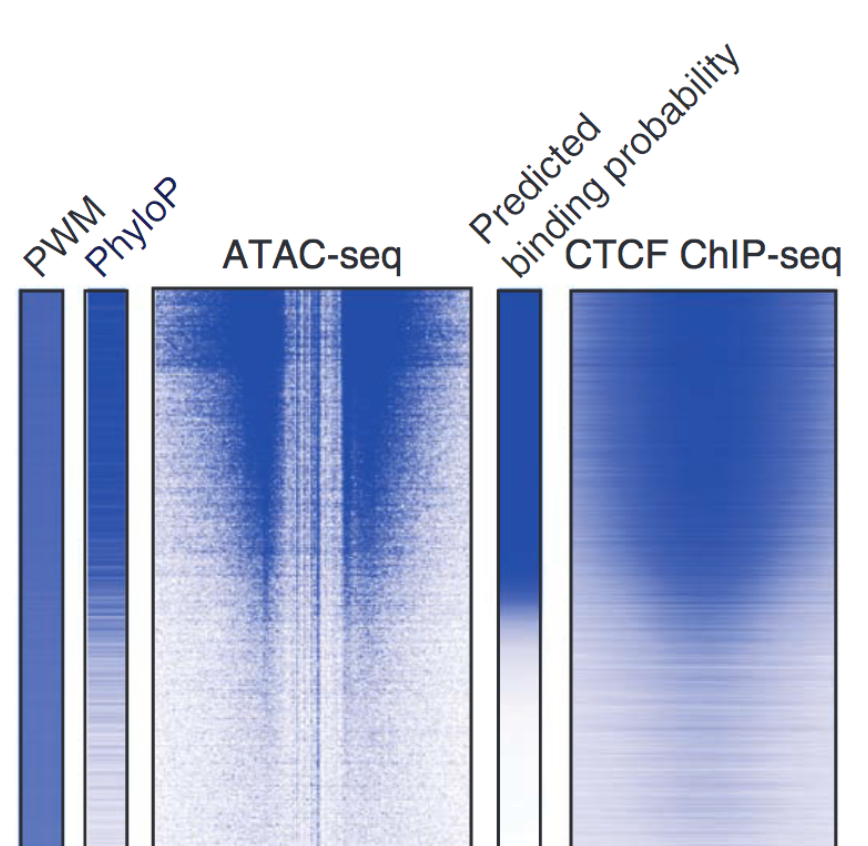 PWM
PhyloP
ATAC-seq
Predicted
binding probability
CTCF ChIP-seq